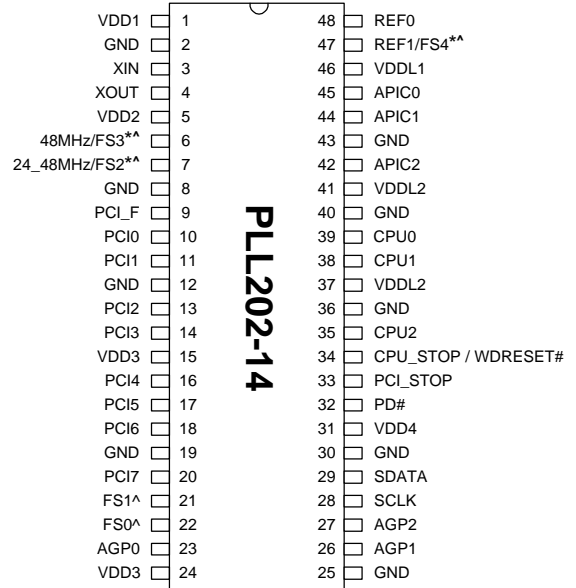 VDD1 1 48 REF0
GND 2 47 REF1/FS4*^
XIN 3 46 VDDL1
XOUT 4 45 APIC0
VDD2 5 44 APIC1
48MHz/FS3*^ 6 43 GND
24_48MHz/FS2*^ 7 42 APIC2
GND 8 41 VDDL2
PCI_F 9 40 GND
PCI0 10 39 CPU0
PCI1 11 38 CPU1
GND 12 37 VDDL2
PCI2 13 36 GND
PCI3 14 35 CPU2
VDD3 15 34 CPU_STOP / WDRESET#
PCI4 16 33 PCI_STOP
PCI5 17 32 PD#
PCI6 18 31 VDD4
GND 19 30 GND
PCI7 20 29 SDATA
FS1^ 21 28 SCLK
FS0^ 22 27 AGP2
AGP0 23 26 AGP1
VDD3 24 25 GND
PLL202-14